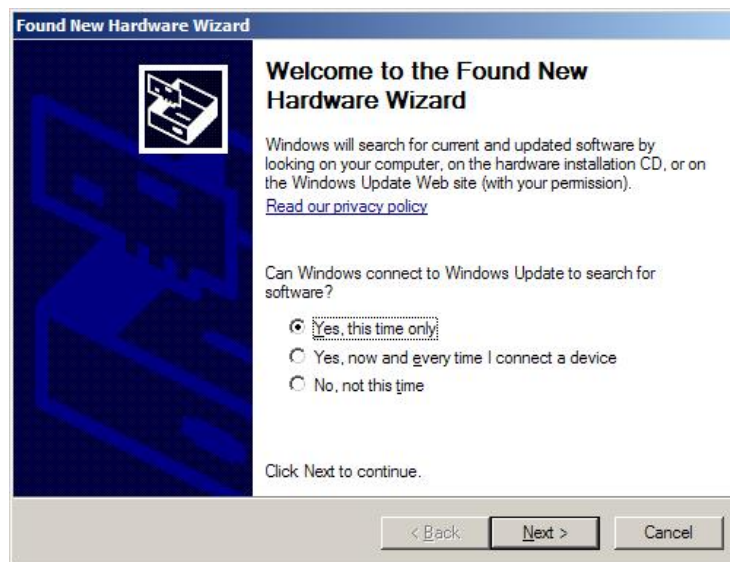 Found New Hardware Wizard
Welcome to the Found New
Hardware Wizard
Windows will search for current and updated software by
looking on your computer, on the hardware installation CD, or on
the Windows Update Web site (with your permission).
Read our privacy policy
Can Windows connect to Windows Update to search for
software?
Yes, this time only
Yes, now and every time I connect a device
No, not this time
Click Next to continue.
< Back Next > Cancel